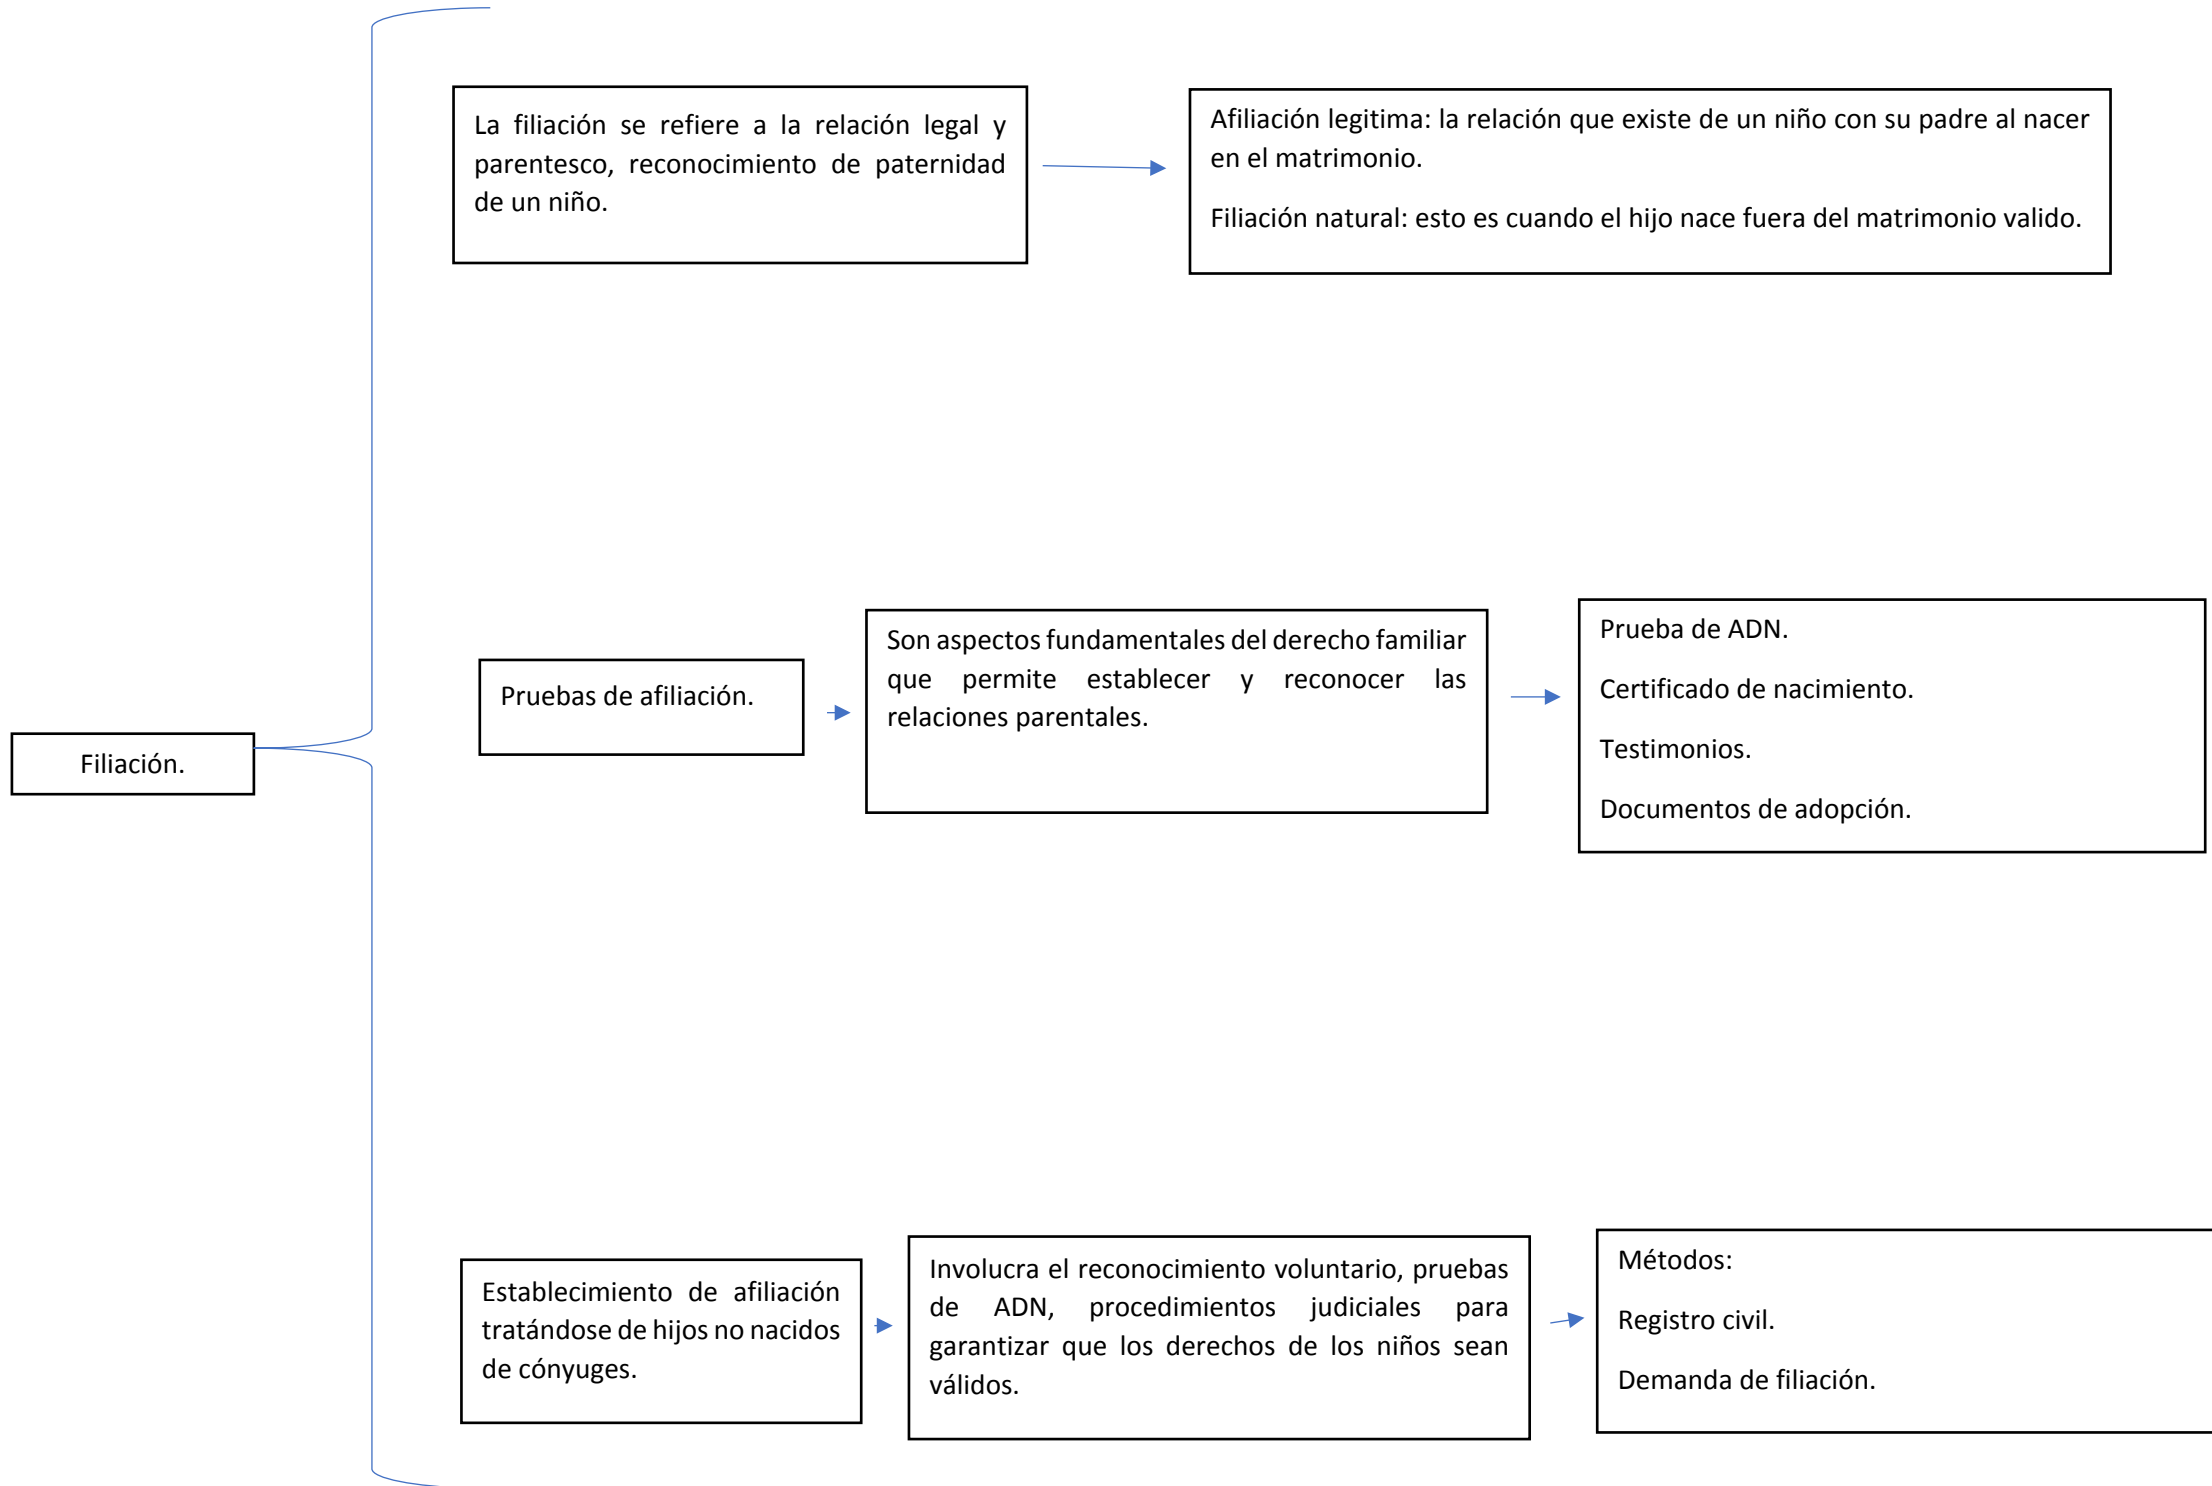 La filiación se refiere a la relación legal y
parentesco, reconocimiento de paternidad
de un niño.
Afiliación legitima: la relación que existe de un niño con su padre al nacer
en el matrimonio.
Filiación natural: esto es cuando el hijo nace fuera del matrimonio valido.
Filiación.
Pruebas de afiliación.
Son aspectos fundamentales del derecho familiar
que permite establecer y reconocer las
relaciones parentales.
Prueba de ADN.
Certificado de nacimiento.
Testimonios.
Documentos de adopción.
Establecimiento de afiliación
tratándose de hijos no nacidos
de cónyuges.
Involucra el reconocimiento voluntario, pruebas
de ADN, procedimientos judiciales para
garantizar que los derechos de los niños sean
válidos.
Métodos:
Registro civil.
Demanda de filiación.